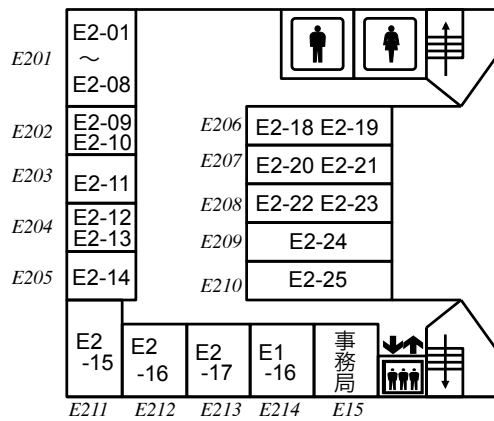 E201
E2-01
～
E2-08
E202
E2-09
E2-10
E203
E2-11
E204
E2-12
E2-13
E205
E2-14
E206
E2-18 E2-19
E207
E2-20 E2-21
E208
E2-22 E2-23
E209
E2-24
E210
E2-25
E2
-15
E2
-16
E2
-17
E1
-16
事務局
E211
E212
E213
E214
E15